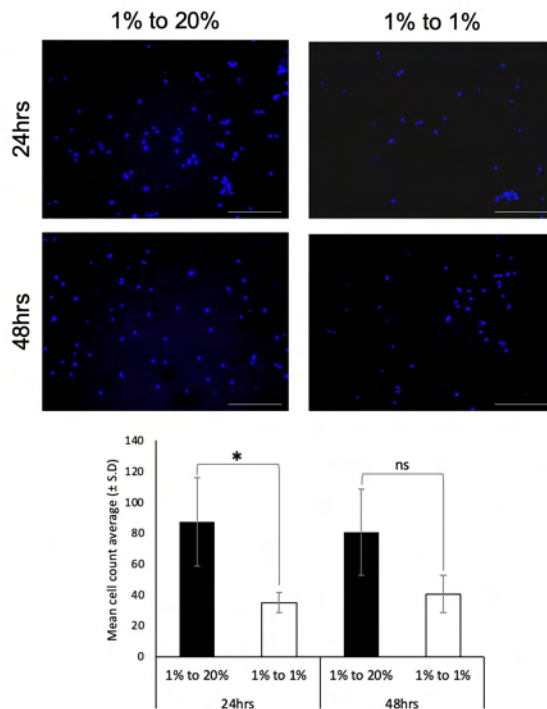 1% to 20% 1% to 1%
24hrs
48hrs
Mean cell count average (± S.D)
140
120
100
80
60
40
20
0
*
ns
1% to 20% 1% to 1% 1% to 20% 1% to 1%
24hrs 48hrs